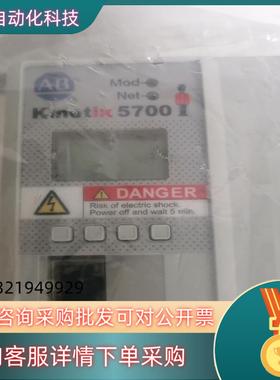 自动化科技
AB
Mod
Net
Kinetix 5700
DANGER
Risk of electric shock.
Power off and wait 5 min.
821949929
咨询采购批发可对公开票
客服详情下单采购